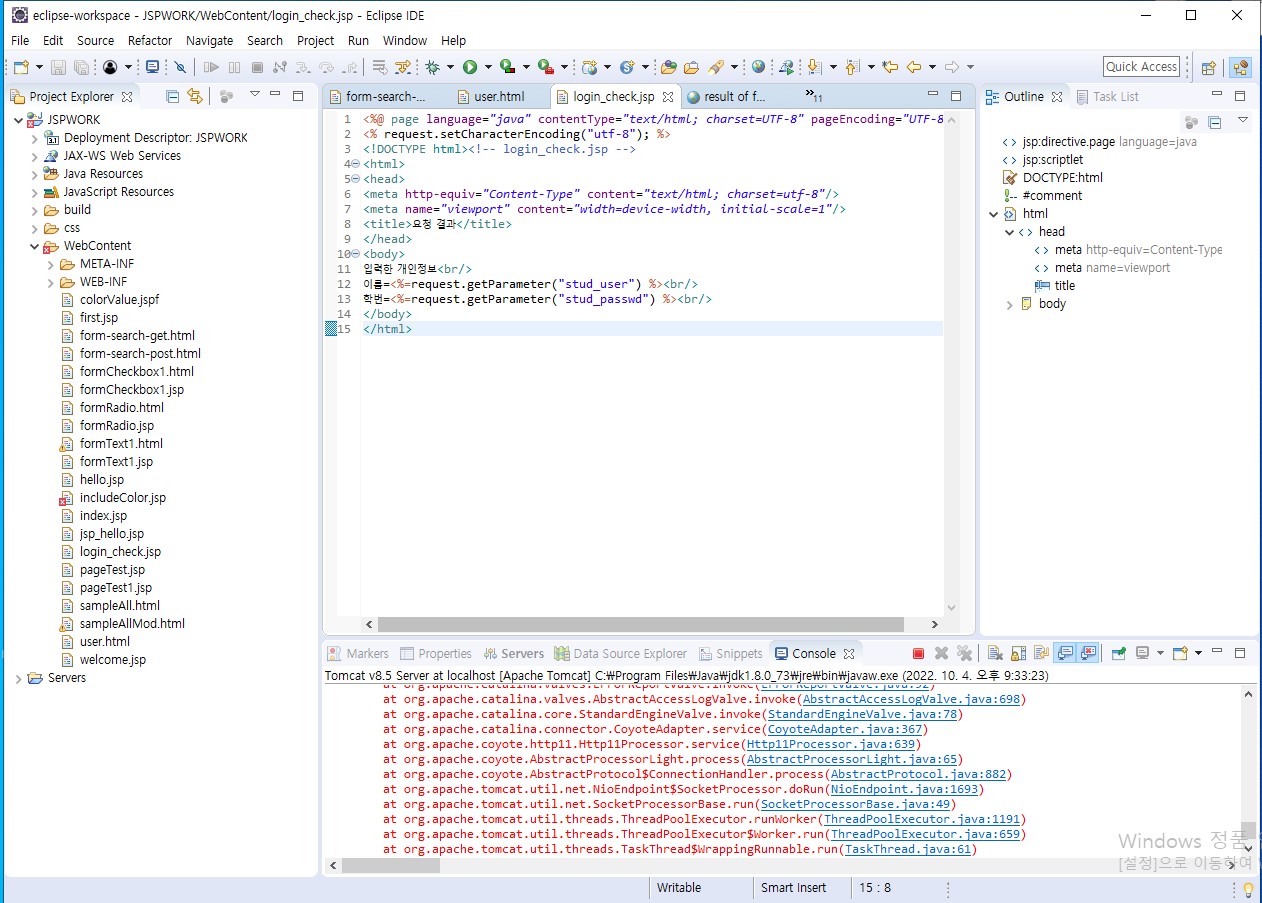 eclipse-workspace - JSPWORK/WebContent/login_check.jsp - Eclipse IDE
File Edit Source Refactor Navigate Search Project Run Window Help
Quick Access
Project Explorer
JSPWORK
Deployment Descriptor: JSPWORK
JAX-WS Web Services
Java Resources
JavaScript Resources
build
css
WebContent
META-INF
WEB-INF
colorValue.jspf
first.jsp
form-search-get.html
form-search-post.html
formCheckbox1.html
formCheckbox1.jsp
formRadio.html
formRadio.jsp
formText1.html
formText1.jsp
hello.jsp
includeColor.jsp
index.jsp
jsp_hello.jsp
login_check.jsp
pageTest.jsp
pageTest1.jsp
sampleAll.html
sampleAllMod.html
user.html
welcome.jsp
Servers
form-search-... user.html login_check.jsp result of f... »11
1 <%@ page language="java" contentType="text/html; charset=UTF-8" pageEncoding="UTF-8
2 <% request.setCharacterEncoding("utf-8"); %>
3 <!DOCTYPE html><!-- login_check.jsp -->
4 <html>
5 <head>
6 <meta http-equiv="Content-Type" content="text/html; charset=utf-8"/>
7 <meta name="viewport" content="width=device-width, initial-scale=1"/>
8 <title>요청 결과</title>
9 </head>
10 <body>
11 입력한 개인정보<br/>
12 이름=<%=request.getParameter("stud_user") %><br/>
13 학번=<%=request.getParameter("stud_passwd") %><br/>
14 </body>
15 </html>
Outline Task List
jsp:directive.page language=java
jsp:scriptlet
DOCTYPE:html
#comment
html
head
meta http-equiv=Content-Type
meta name=viewport
title
body
Markers Properties Servers Data Source Explorer Snippets Console
Tomcat v8.5 Server at localhost [Apache Tomcat] C:₩Program Files₩Java₩jdk1.8.0_73₩jre₩bin₩javaw.exe (2022. 10. 4. 오후 9:33:23)
at org.apache.catalina.valves.ErrorReportValve.invoke(ErrorReportValve.java:92)
at org.apache.catalina.valves.AbstractAccessLogValve.invoke(AbstractAccessLogValve.java:698)
at org.apache.catalina.core.StandardEngineValve.invoke(StandardEngineValve.java:78)
at org.apache.catalina.connector.CoyoteAdapter.service(CoyoteAdapter.java:367)
at org.apache.coyote.http11.Http11Processor.service(Http11Processor.java:639)
at org.apache.coyote.AbstractProcessorLight.process(AbstractProcessorLight.java:65)
at org.apache.coyote.AbstractProtocol$ConnectionHandler.process(AbstractProtocol.java:882)
at org.apache.tomcat.util.net.NioEndpoint$SocketProcessor.doRun(NioEndpoint.java:1693)
at org.apache.tomcat.util.net.SocketProcessorBase.run(SocketProcessorBase.java:49)
at org.apache.tomcat.util.threads.ThreadPoolExecutor.runWorker(ThreadPoolExecutor.java:1191)
at org.apache.tomcat.util.threads.ThreadPoolExecutor$Worker.run(ThreadPoolExecutor.java:659)
at org.apache.tomcat.util.threads.TaskThread$WrappingRunnable.run(TaskThread.java:61)
Windows 정품
[설정]으로 이동하여
Writable Smart Insert 15 : 8